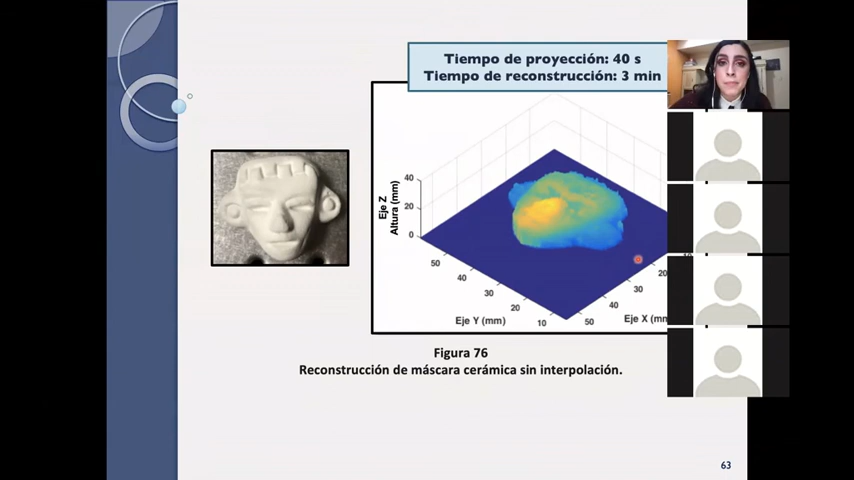 Tiempo de proyección: 40 s
Tiempo de reconstrucción: 3 min
Eje Z
Altura (mm)
40
20
0
50
40
30
20
10
Eje Y (mm)
50
40
30
20
Eje X (mm
Figura 76
Reconstrucción de máscara cerámica sin interpolación.
63